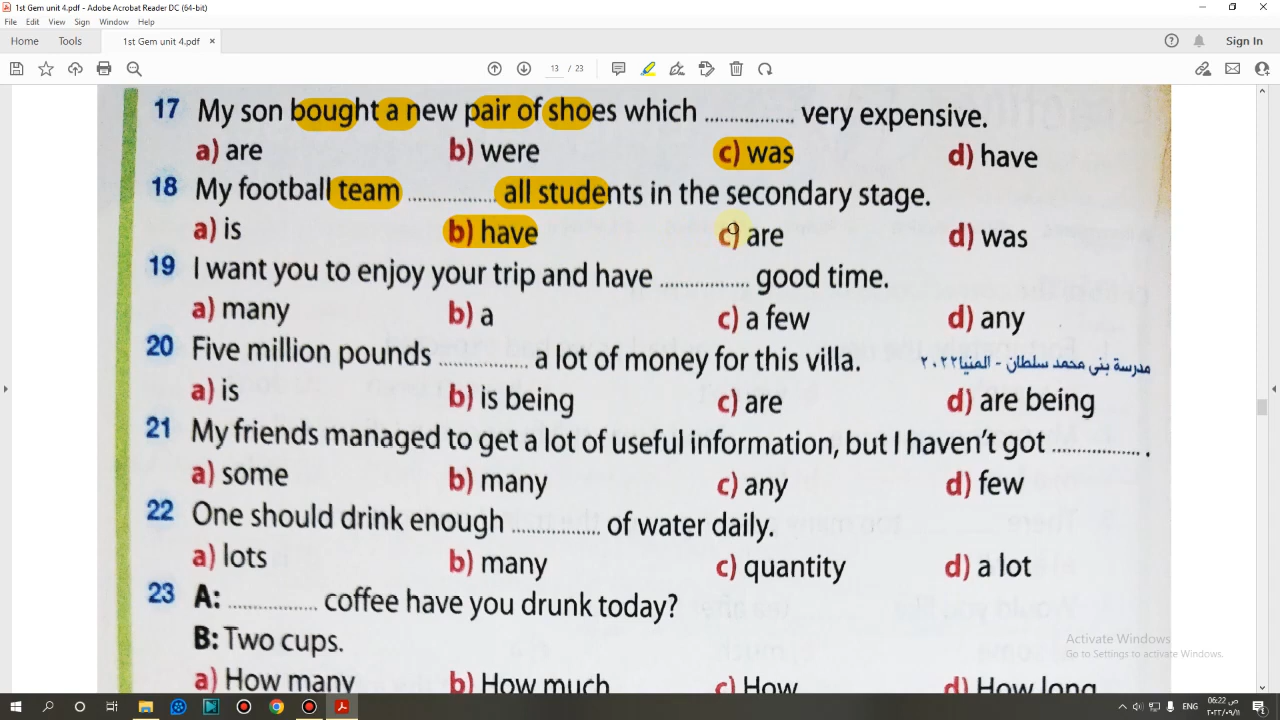 1st Gem unit 4.pdf - Adobe Acrobat Reader DC (64-bit)
File Edit View Sign Window Help
Home Tools 1st Gem unit 4.pdf × Sign In
13 / 23
17 My son bought a new pair of shoes which ............... very expensive.
a) are b) were c) was d) have
18 My football team ............... all students in the secondary stage.
a) is b) have c) are d) was
19 I want you to enjoy your trip and have ............... good time.
a) many b) a c) a few d) any
20 Five million pounds ............... a lot of money for this villa. مدرسة بنى محمد سلطان - المنيا ٢٠٢٢
a) is b) is being c) are d) are being
21 My friends managed to get a lot of useful information, but I haven't got ............... .
a) some b) many c) any d) few
22 One should drink enough ............... of water daily.
a) lots b) many c) quantity d) a lot
23 A: ............... coffee have you drunk today?
B: Two cups.
a) How many b) How much c) How d) How long
Activate Windows
Go to Settings to activate Windows.
ENG 06:22 ص